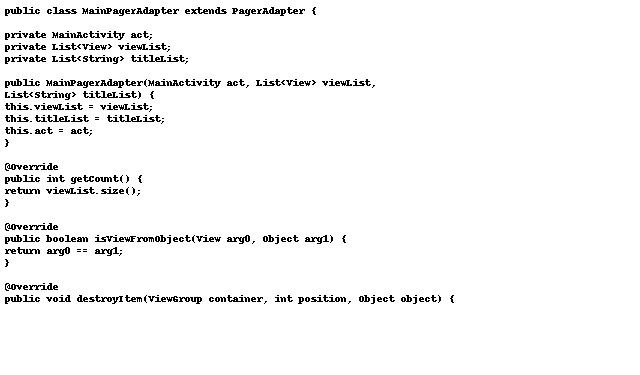 public class MainPagerAdapter extends PagerAdapter {
private MainActivity act;
private List<View> viewList;
private List<String> titleList;
public MainPagerAdapter(MainActivity act, List<View> viewList,
List<String> titleList) {
this.viewList = viewList;
this.titleList = titleList;
this.act = act;
}
@Override
public int getCount() {
return viewList.size();
}
@Override
public boolean isViewFromObject(View arg0, Object arg1) {
return arg0 == arg1;
}
@Override
public void destroyItem(ViewGroup container, int position, Object object) {